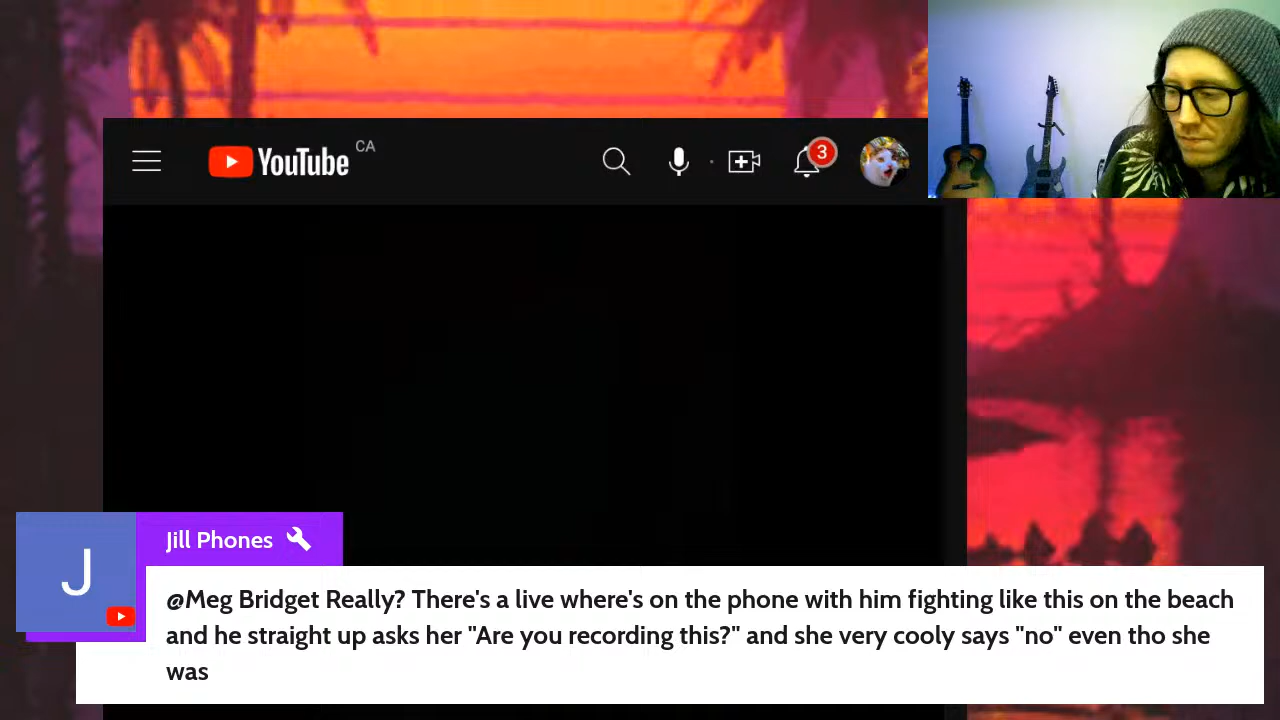 CA
YouTube
3
Jill Phones
J
@Meg Bridget Really? There's a live where's on the phone with him fighting like this on the beach
and he straight up asks her "Are you recording this?" and she very cooly says "no" even tho she
was